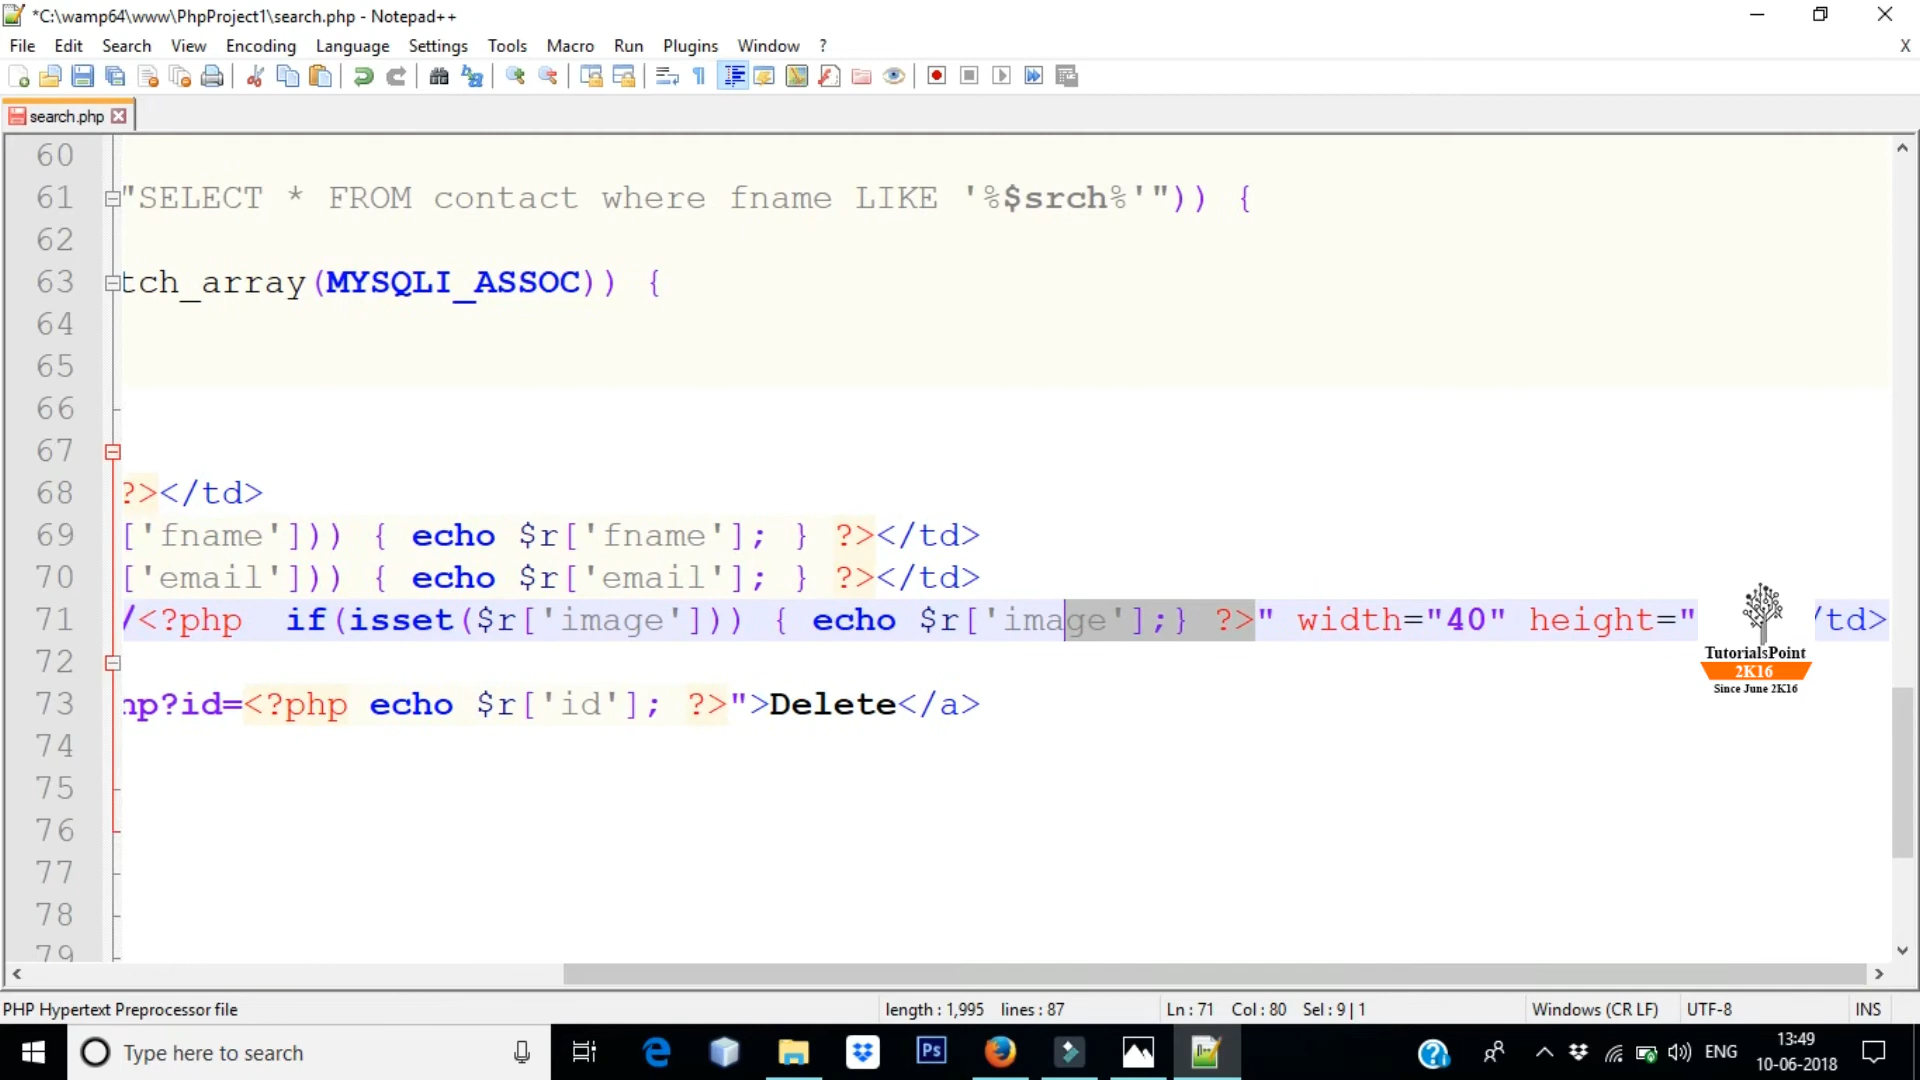 *C:\wamp64\www\PhpProject1\search.php - Notepad++
File Edit Search View Encoding Language Settings Tools Macro Run Plugins Window ? X
search.php
60
61 "SELECT * FROM contact where fname LIKE '%$srch%'")) {
62
63 tch_array(MYSQLI_ASSOC)) {
64
65
66
67
68 ?></td>
69 ['fname'])) { echo $r['fname']; } ?></td>
70 ['email'])) { echo $r['email']; } ?></td>
71 /<?php if(isset($r['image'])) { echo $r['image'];} ?>" width="40" height=" /td>
72
73 hp?id=<?php echo $r['id']; ?>">Delete</a>
74
75
76
77
78
79
TutorialsPoint
2K16
Since June 2K16
PHP Hypertext Preprocessor file length : 1,995 lines : 87 Ln : 71 Col : 80 Sel : 9 | 1 Windows (CR LF) UTF-8 INS
Type here to search Ps ENG 13:49
10-06-2018